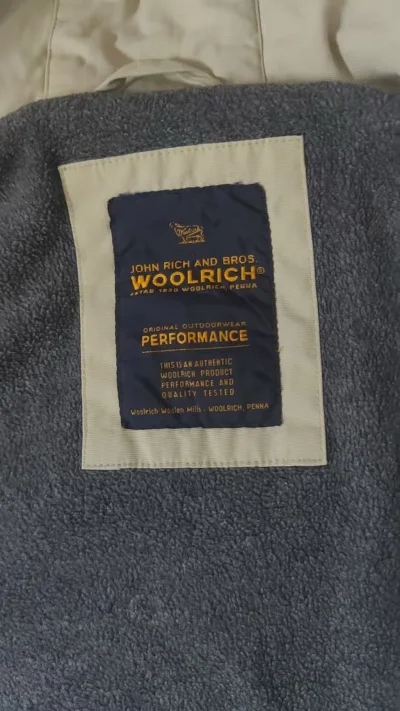 Woolrich
JOHN RICH AND BROS.
WOOLRICH®
ESTAB. 1830 WOOLRICH, PENNA
ORIGINAL OUTDOORWEAR
PERFORMANCE
THIS IS AN AUTHENTIC
WOOLRICH PRODUCT
PERFORMANCE AND
QUALITY TESTED
Woolrich Woolen Mills - WOOLRICH, PENNA